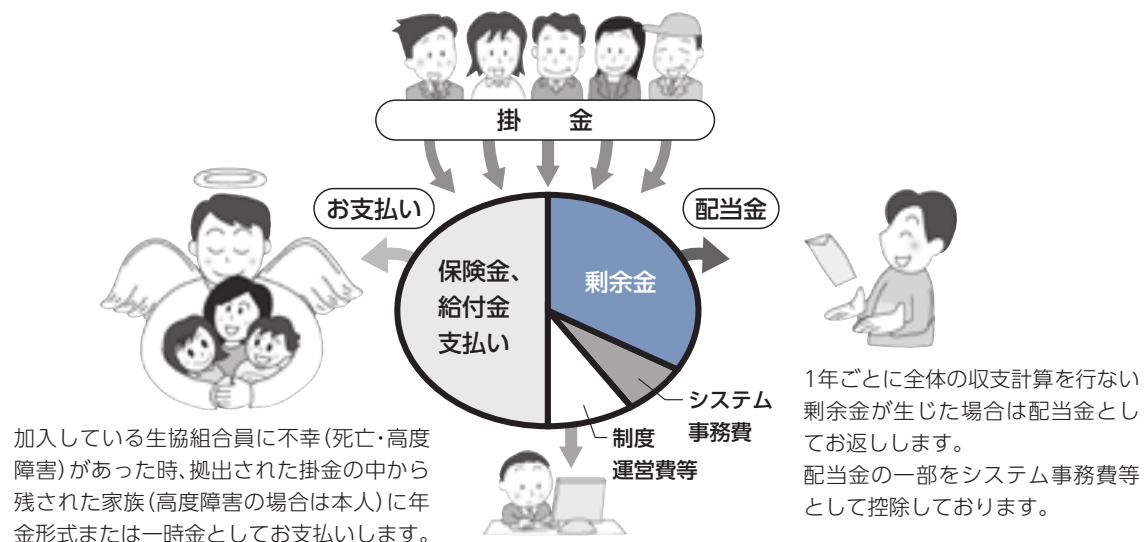 掛 金
お支払い
配当金
保険金、
給付金
支払い
剰余金
システム
事務費
制度
運営費等
加入している生協組合員に不幸(死亡・高度
障害)があった時、拠出された掛金の中から
残された家族(高度障害の場合は本人)に年
金形式または一時金としてお支払いします。
1年ごとに全体の収支計算を行ない
剰余金が生じた場合は配当金とし
てお返しします。
配当金の一部をシステム事務費等
として控除しております。